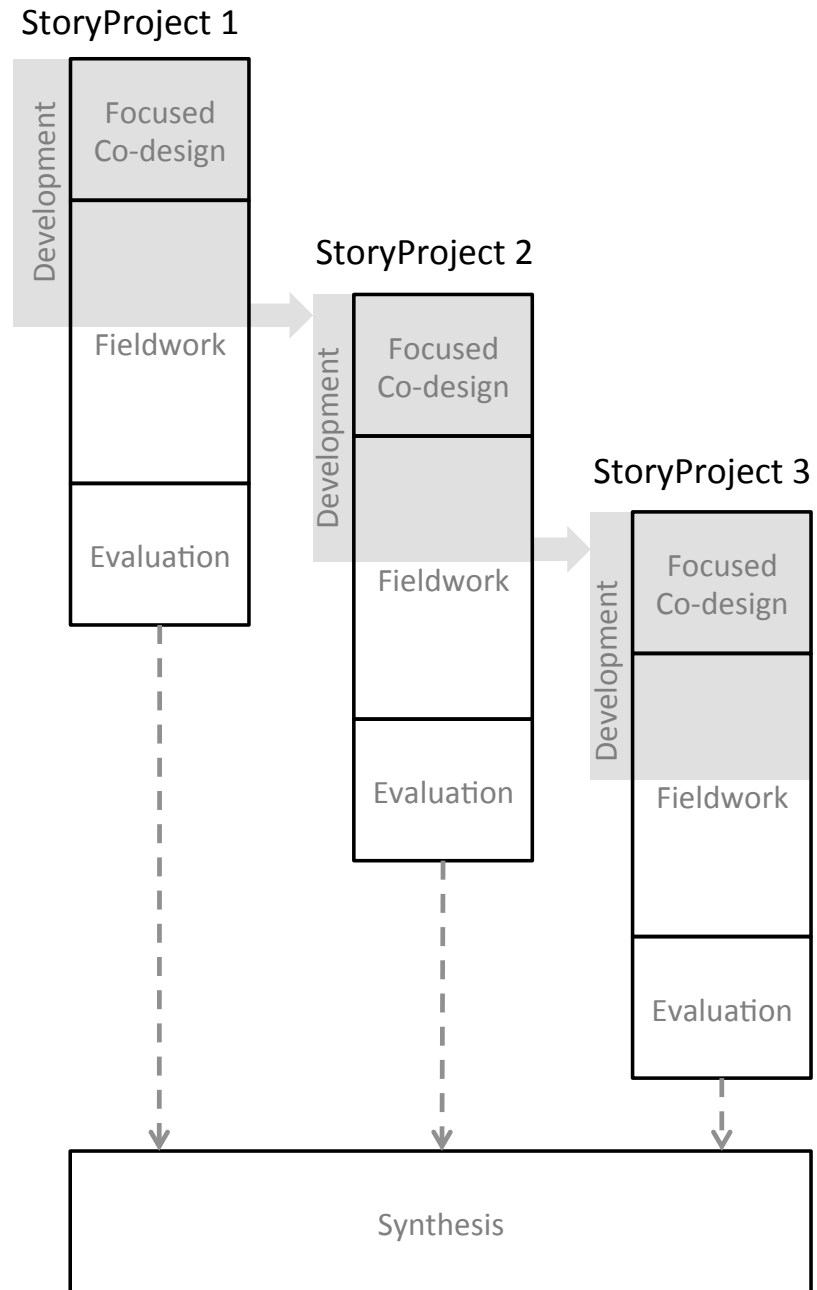 StoryProject 1
Development
Focused
Co-design
Fieldwork
Evaluation
StoryProject 2
Development
Focused
Co-design
Fieldwork
Evaluation
StoryProject 3
Development
Focused
Co-design
Fieldwork
Evaluation
Synthesis